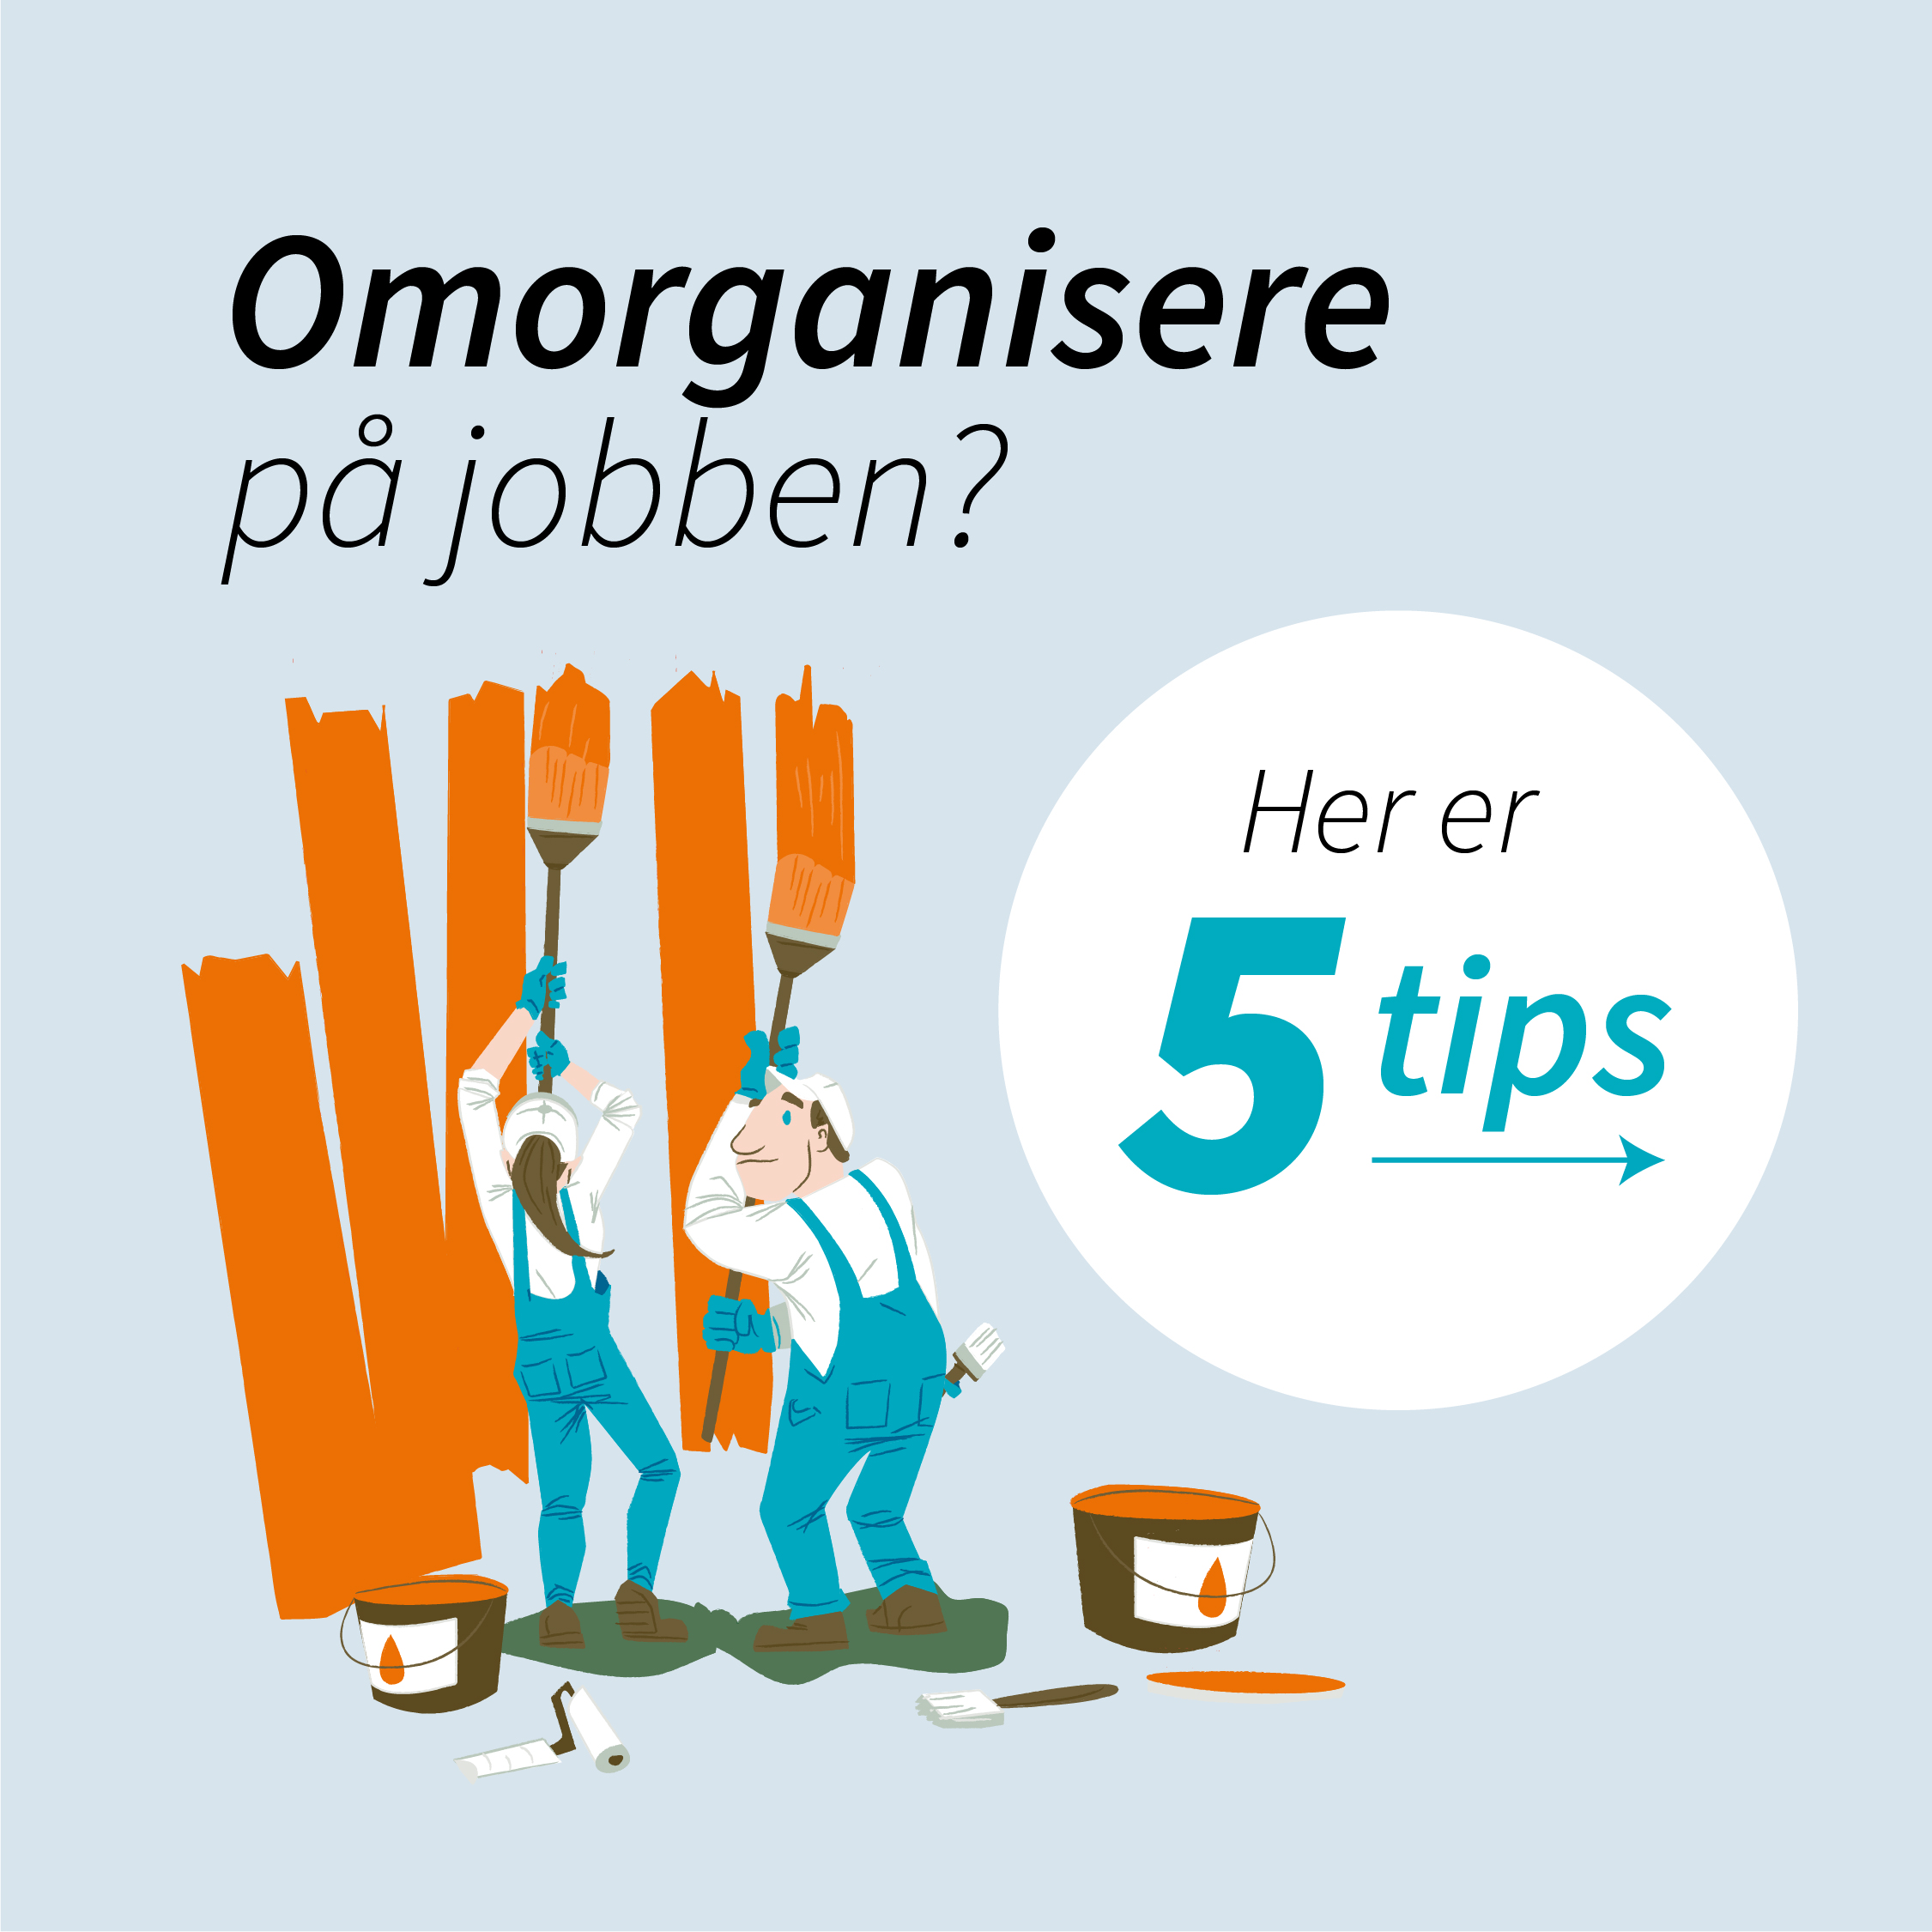 Omorganisere
på jobben?
Her er
5 tips